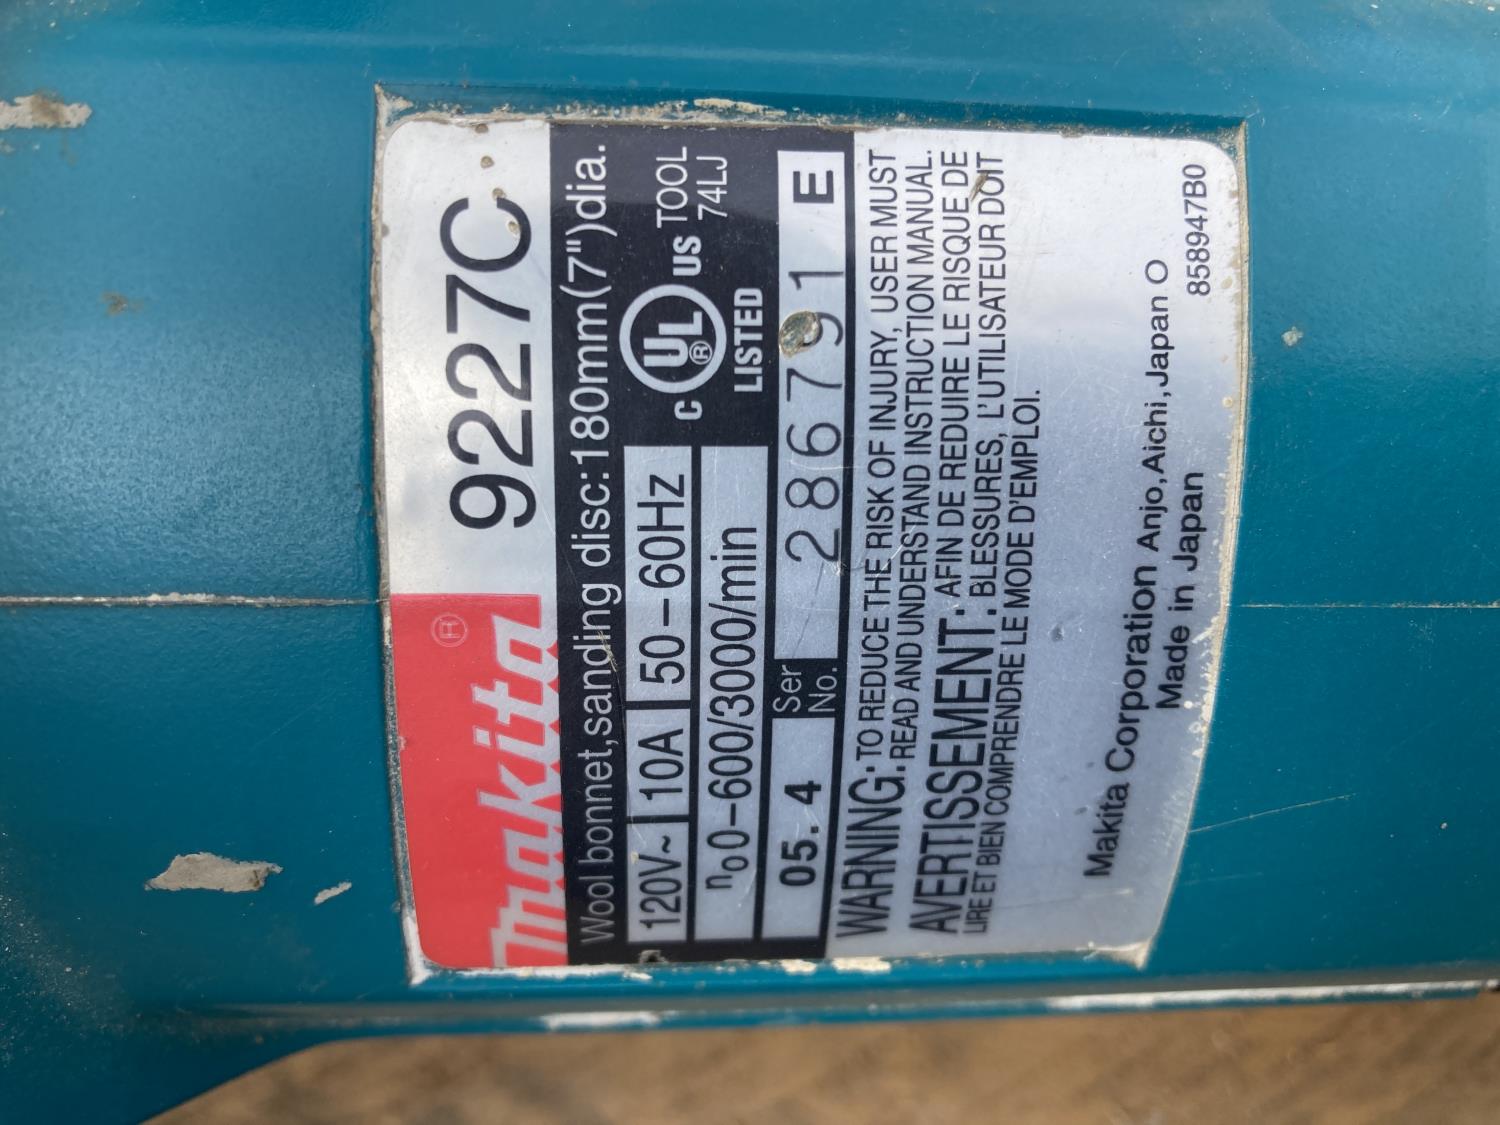 makita® 9227C
Wool bonnet,sanding disc:180mm(7")dia.
120V~ 10A 50–60Hz
n₀0–600/3000/min
C UL® US
LISTED
TOOL
74LJ
05. 4 Ser No. 286791 E
WARNING: TO REDUCE THE RISK OF INJURY, USER MUST
READ AND UNDERSTAND INSTRUCTION MANUAL.
AVERTISSEMENT: AFIN DE REDUIRE LE RISQUE DE
BLESSURES, L'UTILISATEUR DOIT
LIRE ET BIEN COMPRENDRE LE MODE D'EMPLOI.
Makita Corporation Anjo,Aichi,Japan O
Made in Japan
858947B0